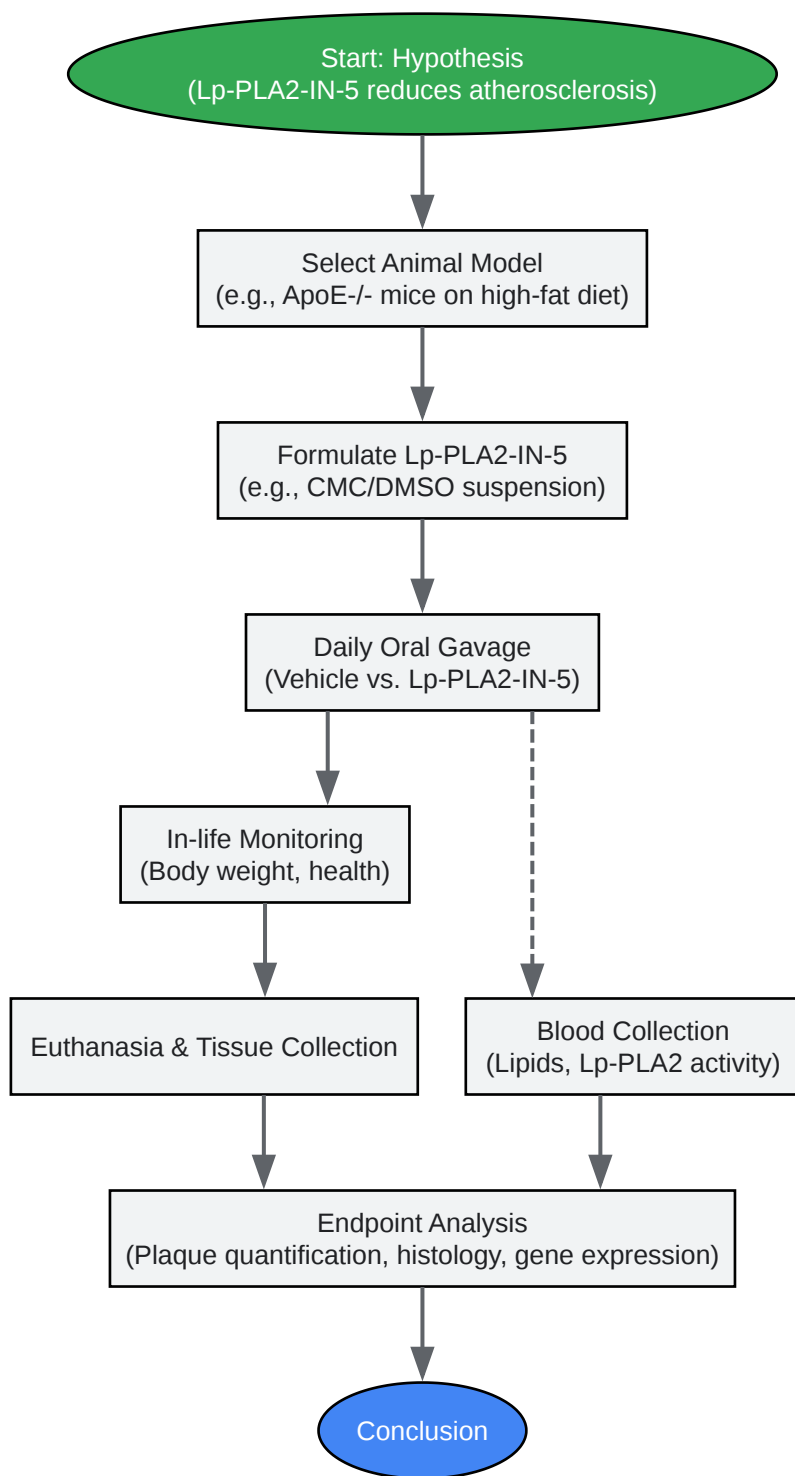 Start: Hypothesis
(Lp-PLA2-IN-5 reduces atherosclerosis)
Select Animal Model
(e.g., ApoE-/- mice on high-fat diet)
Formulate Lp-PLA2-IN-5
(e.g., CMC/DMSO suspension)
Daily Oral Gavage
(Vehicle vs. Lp-PLA2-IN-5)
In-life Monitoring
(Body weight, health)
Euthanasia & Tissue Collection
Blood Collection
(Lipids, Lp-PLA2 activity)
Endpoint Analysis
(Plaque quantification, histology, gene expression)
Conclusion